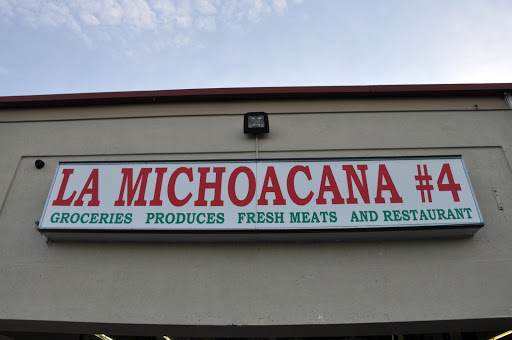 LA MICHOACANA #4
GROCERIES PRODUCES FRESH MEATS AND RESTAURANT